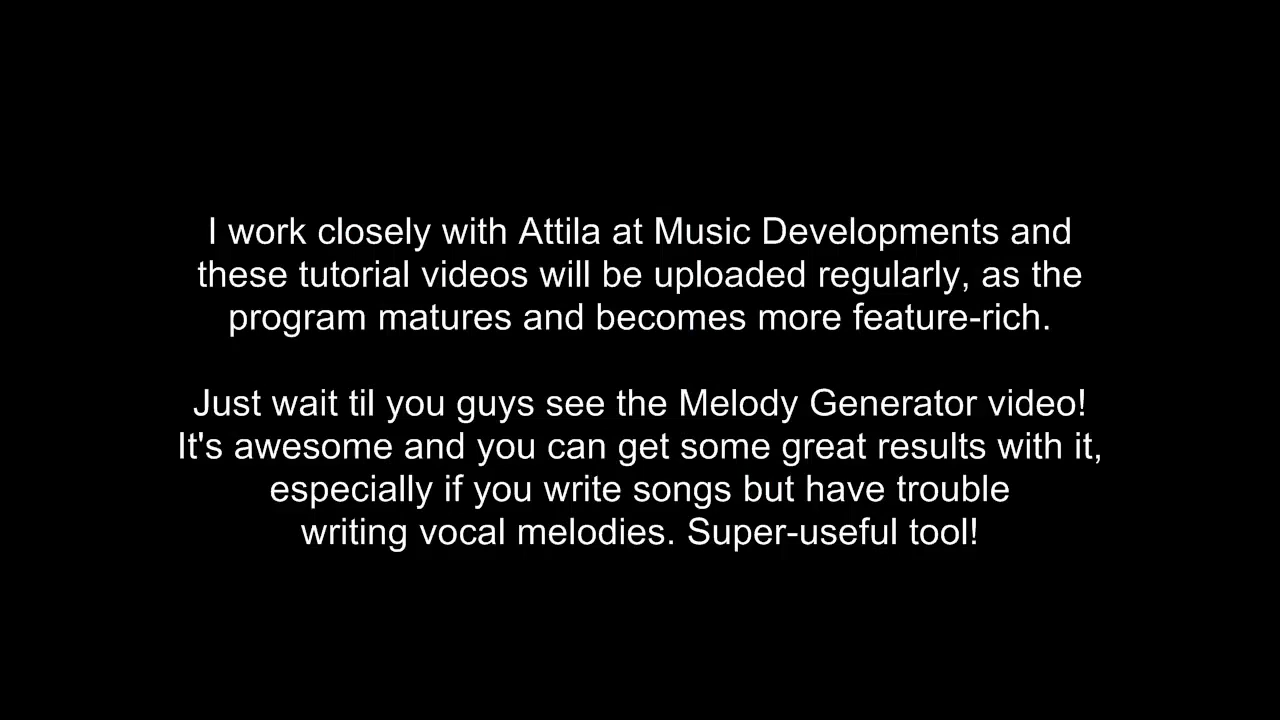 I work closely with Attila at Music Developments and
these tutorial videos will be uploaded regularly, as the
program matures and becomes more feature-rich.
Just wait til you guys see the Melody Generator video!
It's awesome and you can get some great results with it,
especially if you write songs but have trouble
writing vocal melodies. Super-useful tool!